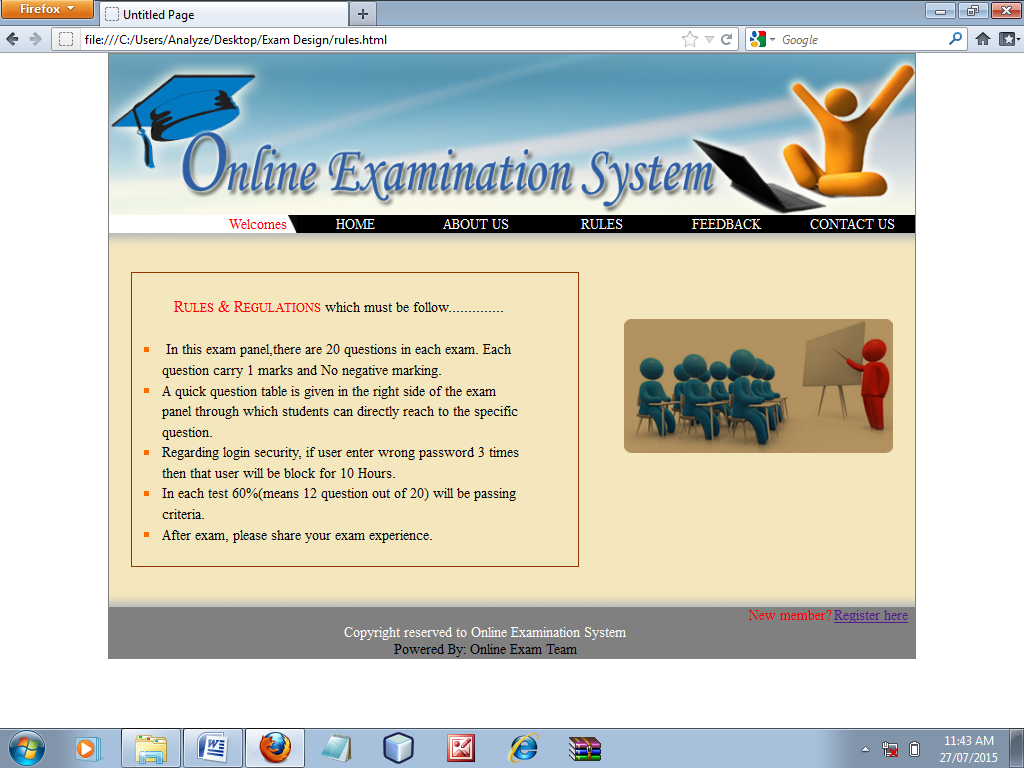 Firefox
Untitled Page
file:///C:/Users/Analyze/Desktop/Exam Design/rules.html
Google
Online Examination System
Welcomes HOME ABOUT US RULES FEEDBACK CONTACT US
RULES & REGULATIONS which must be follow..............
In this exam panel,there are 20 questions in each exam. Each
question carry 1 marks and No negative marking.
A quick question table is given in the right side of the exam
panel through which students can directly reach to the specific
question.
Regarding login security, if user enter wrong password 3 times
then that user will be block for 10 Hours.
In each test 60%(means 12 question out of 20) will be passing
criteria.
After exam, please share your exam experience.
New member? Register here
Copyright reserved to Online Examination System
Powered By: Online Exam Team
11:43 AM
27/07/2015